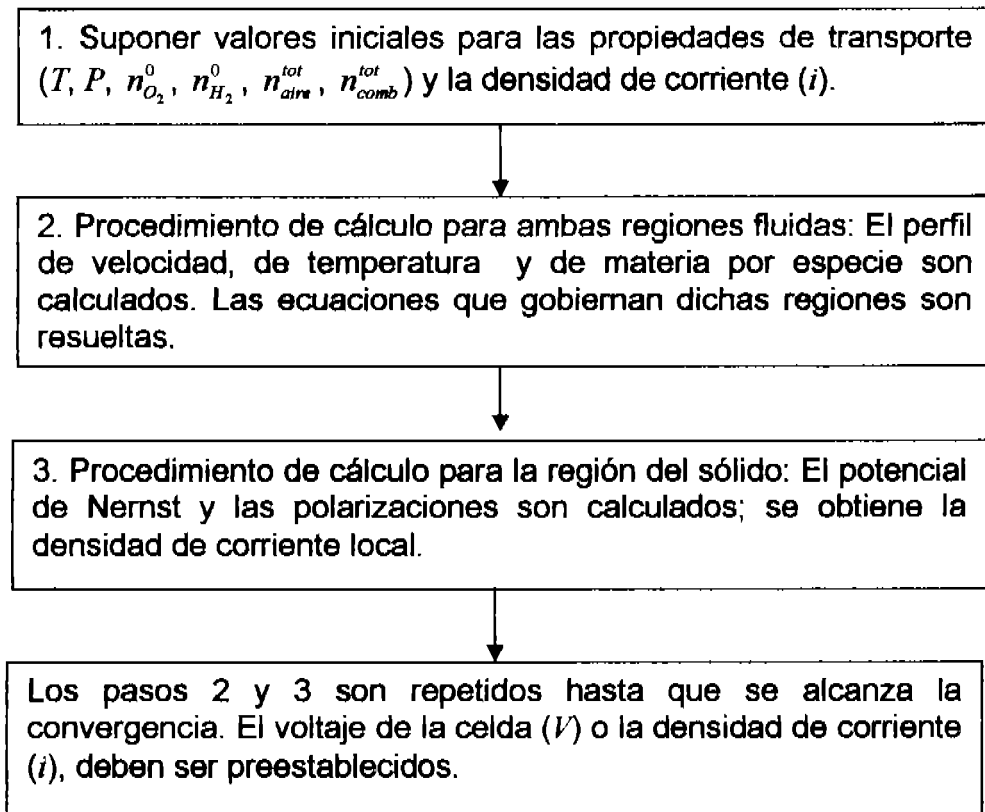 1. Suponer valores iniciales para las propiedades de transporte
(T, P, n⁰_O₂, n⁰_H₂, n^tot_aire, n^tot_comb) y la densidad de corriente (i).
2. Procedimiento de cálculo para ambas regiones fluidas: El perfil
de velocidad, de temperatura y de materia por especie son
calculados. Las ecuaciones que gobiernan dichas regiones son
resueltas.
3. Procedimiento de cálculo para la región del sólido: El potencial
de Nernst y las polarizaciones son calculados; se obtiene la
densidad de corriente local.
Los pasos 2 y 3 son repetidos hasta que se alcanza la
convergencia. El voltaje de la celda (V) o la densidad de corriente
(i), deben ser preestablecidos.